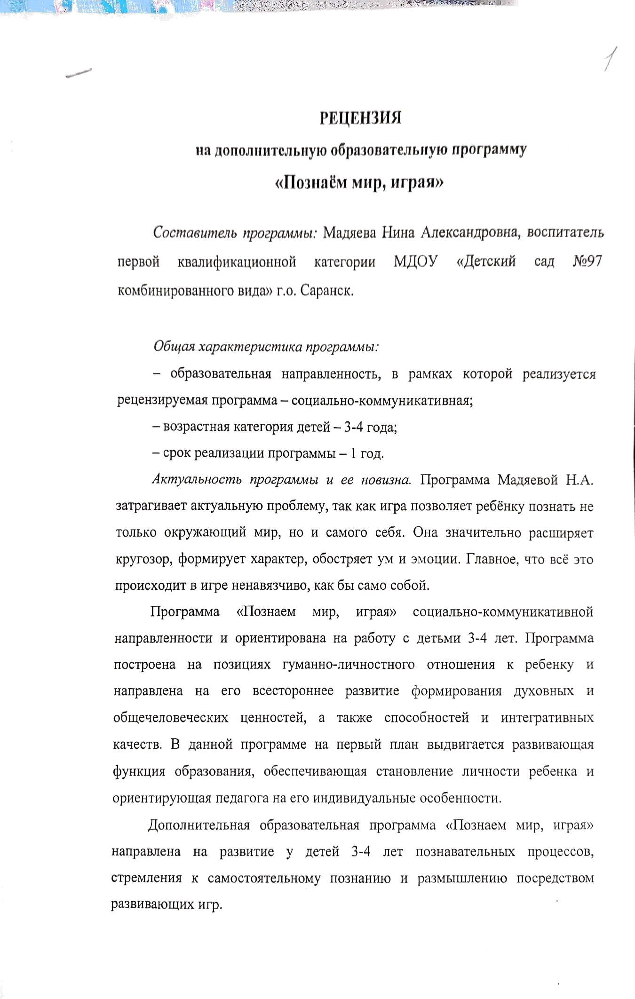 1
РЕЦЕНЗИЯ
на дополнительную образовательную программу
«Познаём мир, играя»
Составитель программы: Мадяева Нина Александровна, воспитатель
первой квалификационной категории МДОУ «Детский сад №97
комбинированного вида» г.о. Саранск.
Общая характеристика программы:
– образовательная направленность, в рамках которой реализуется
рецензируемая программа – социально-коммуникативная;
– возрастная категория детей – 3-4 года;
– срок реализации программы – 1 год.
Актуальность программы и ее новизна. Программа Мадяевой Н.А.
затрагивает актуальную проблему, так как игра позволяет ребёнку познать не
только окружающий мир, но и самого себя. Она значительно расширяет
кругозор, формирует характер, обостряет ум и эмоции. Главное, что всё это
происходит в игре ненавязчиво, как бы само собой.
Программа «Познаем мир, играя» социально-коммуникативной
направленности и ориентирована на работу с детьми 3-4 лет. Программа
построена на позициях гуманно-личностного отношения к ребенку и
направлена на его всестороннее развитие формирования духовных и
общечеловеческих ценностей, а также способностей и интегративных
качеств. В данной программе на первый план выдвигается развивающая
функция образования, обеспечивающая становление личности ребенка и
ориентирующая педагога на его индивидуальные особенности.
Дополнительная образовательная программа «Познаем мир, играя»
направлена на развитие у детей 3-4 лет познавательных процессов,
стремления к самостоятельному познанию и размышлению посредством
развивающих игр.